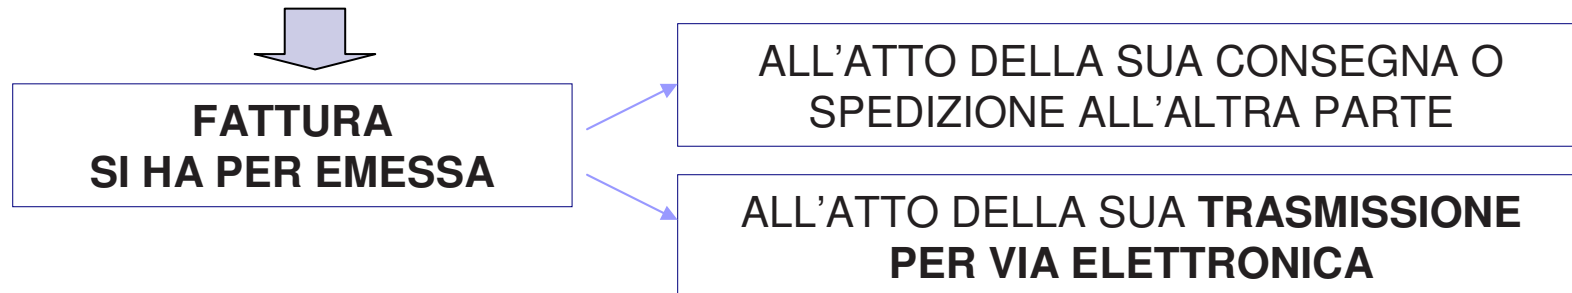 FATTURA
SI HA PER EMESSA
ALL’ATTO DELLA SUA CONSEGNA O
SPEDIZIONE ALL’ALTRA PARTE
ALL’ATTO DELLA SUA TRASMISSIONE
PER VIA ELETTRONICA